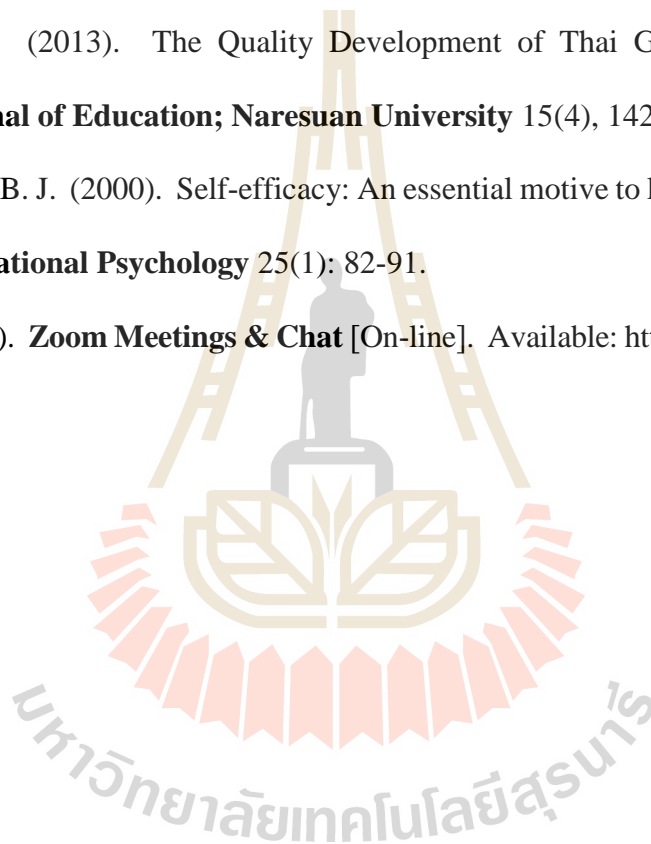 (2013). The Quality Development of Thai G
nal of Education; Naresuan University 15(4), 142
B. J. (2000). Self-efficacy: An essential motive to l
ational Psychology 25(1): 82-91.
). Zoom Meetings & Chat [On-line]. Available: htt
มหาวิทยาลัยเทคโนโลยีสุรนารี